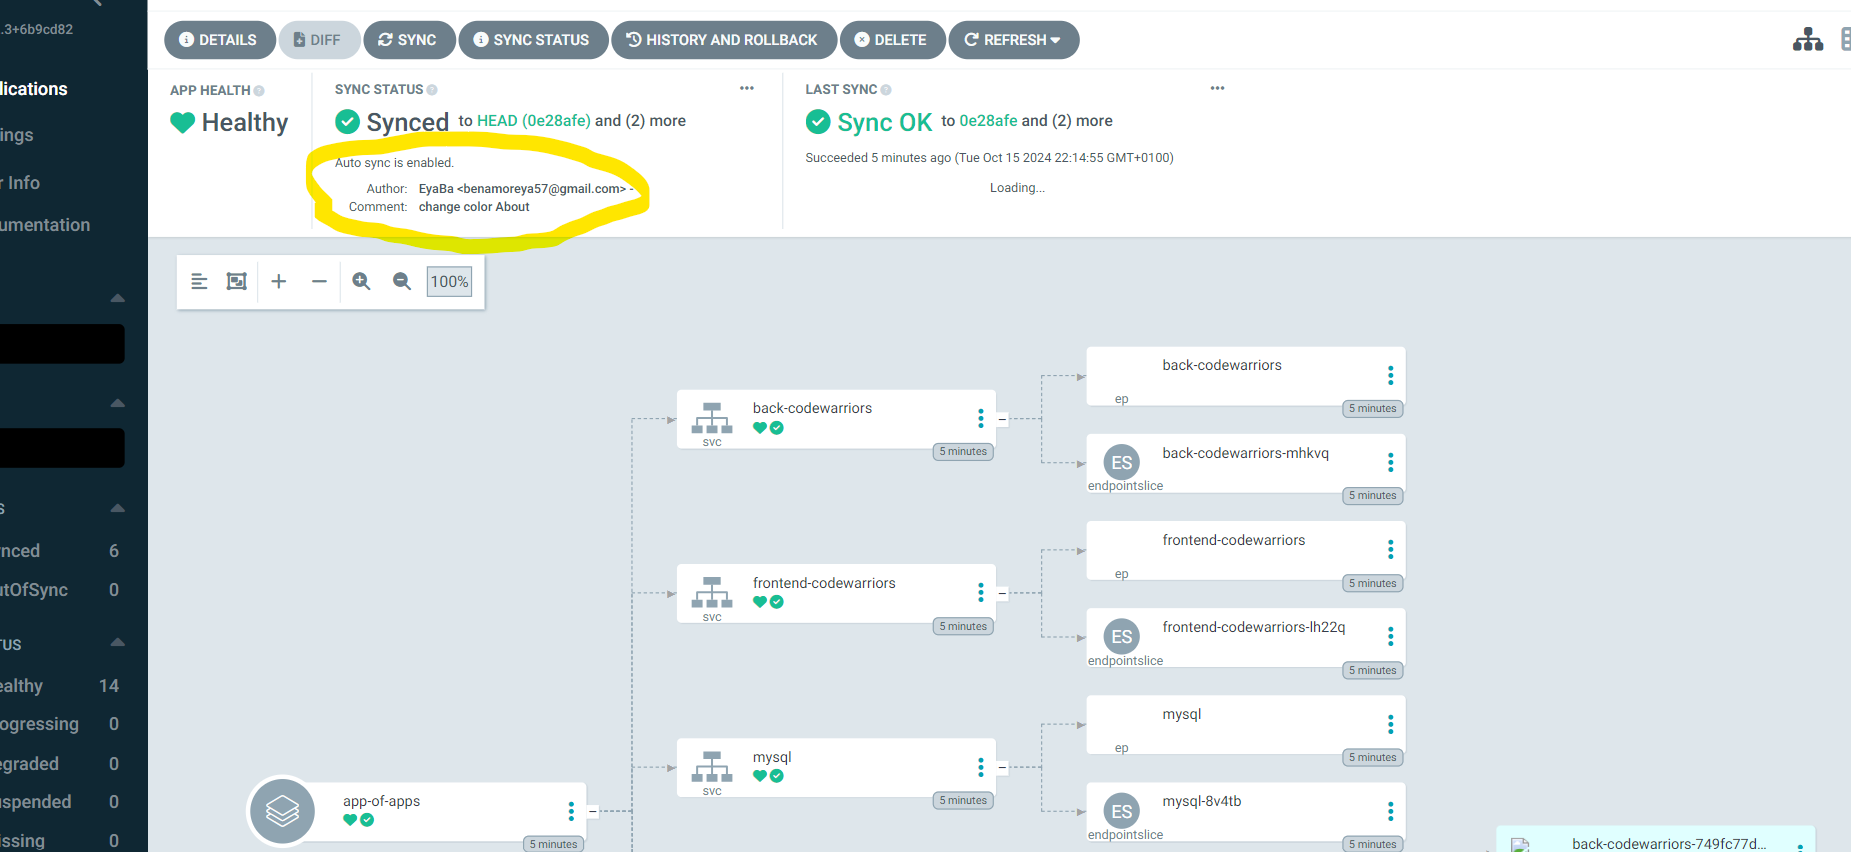 .3+6b9cd82
lications
ings
r Info
umentation
s
nced 6
utOfSync 0
rus
ealthy 14
ogressing 0
egraded 0
uspended 0
issing 0
DETAILS DIFF SYNC SYNC STATUS HISTORY AND ROLLBACK DELETE REFRESH
APP HEALTH
Healthy
SYNC STATUS
Synced to HEAD (0e28afe) and (2) more
Auto sync is enabled.
Author: EyaBa <benamoreya57@gmail.com> -
Comment: change color About
LAST SYNC
Sync OK to 0e28afe and (2) more
Succeeded 5 minutes ago (Tue Oct 15 2024 22:14:55 GMT+0100)
Loading...
100%
app-of-apps
5 minutes
back-codewarriors
svc
5 minutes
frontend-codewarriors
svc
5 minutes
mysql
svc
5 minutes
back-codewarriors
ep
5 minutes
ES
back-codewarriors-mhkvq
endpointslice
5 minutes
frontend-codewarriors
ep
5 minutes
ES
frontend-codewarriors-lh22q
endpointslice
5 minutes
mysql
ep
5 minutes
ES
mysql-8v4tb
endpointslice
5 minutes
back-codewarriors-749fc77d...